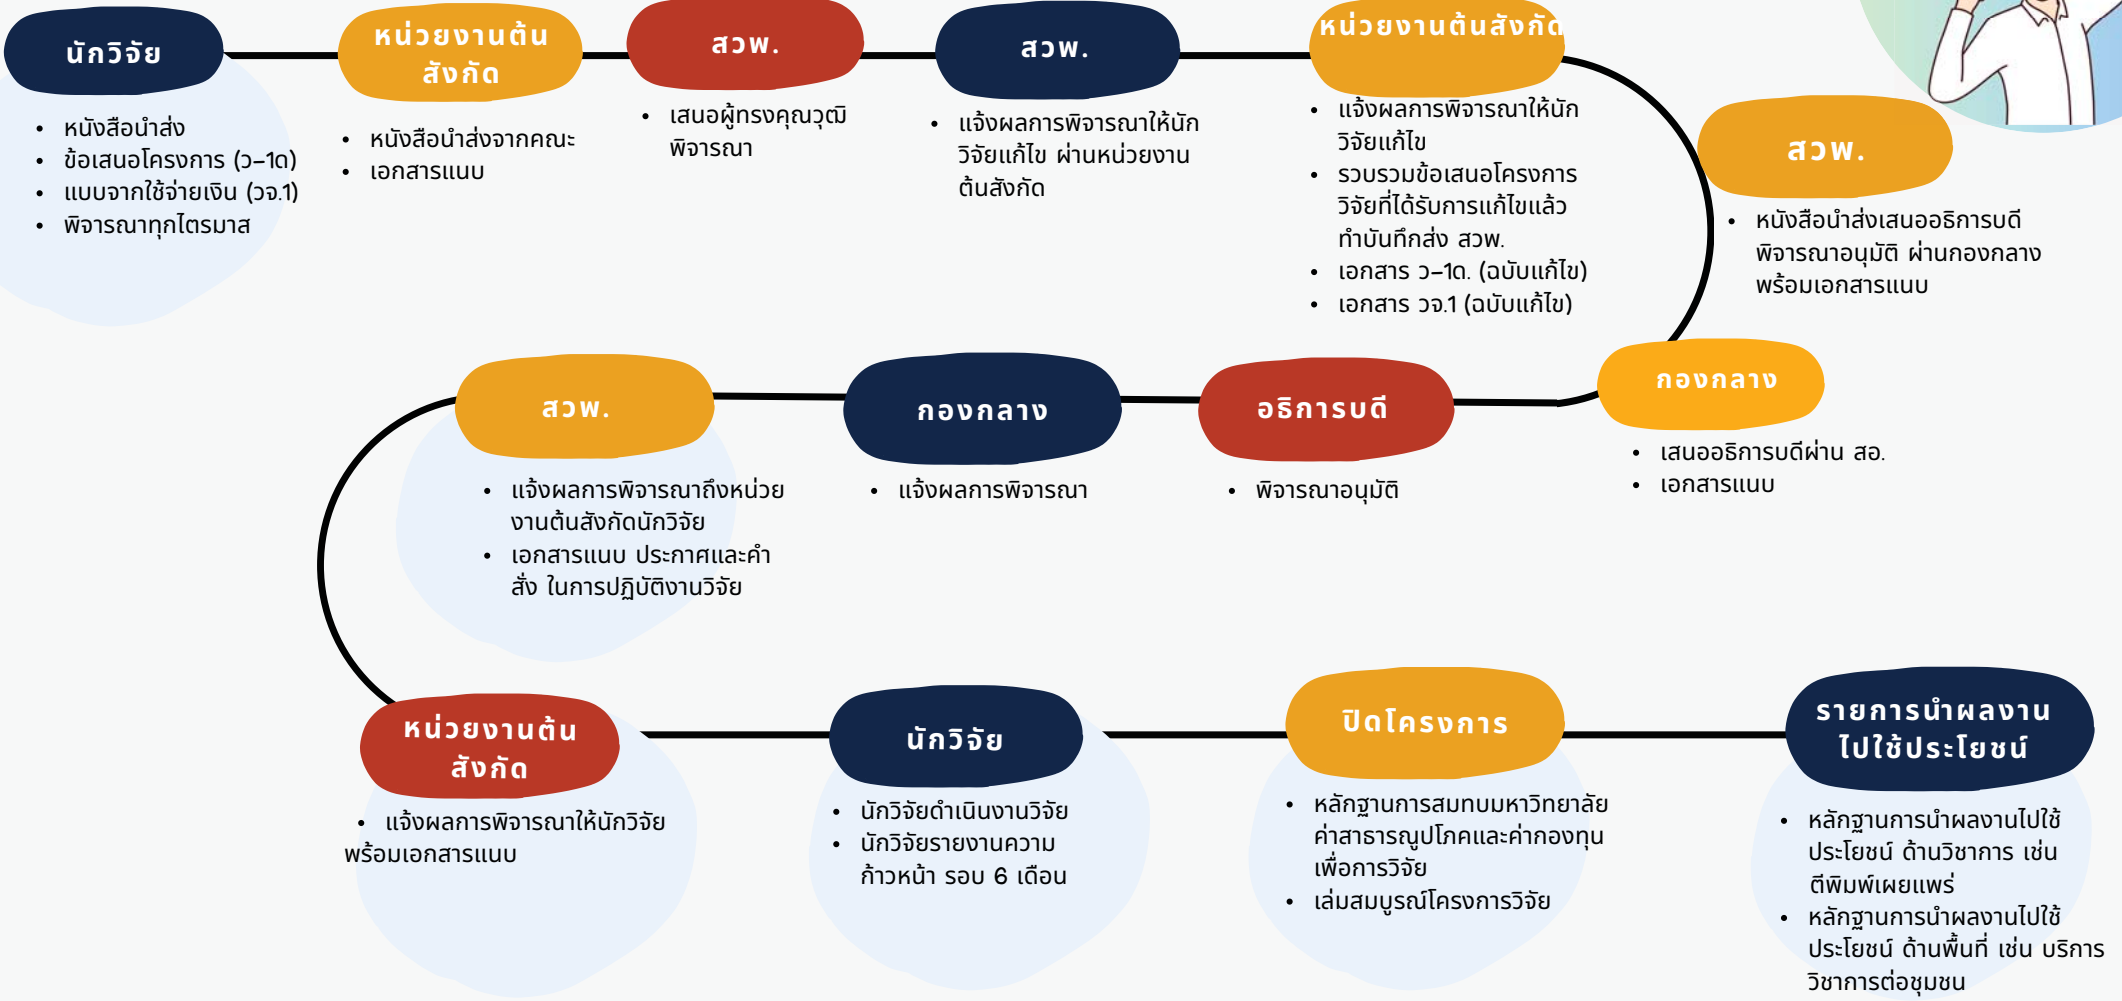 นักวิจัย
• หนังสือนำส่ง
• ข้อเสนอโครงการ (ว-1ด)
• แบบจากใช้จ่ายเงิน (วจ.1)
• พิจารณาทุกไตรมาส
หน่วยงานต้น
สังกัด
• หนังสือนำส่งจากคณะ
• เอกสารแนบ
สวพ.
• เสนอผู้ทรงคุณวุฒิ
พิจารณา
สวพ.
• แจ้งผลการพิจารณาให้นัก
วิจัยแก้ไข ผ่านหน่วยงาน
ต้นสังกัด
หน่วยงานต้นสังกัด
• แจ้งผลการพิจารณาให้นัก
วิจัยแก้ไข
• รวบรวมข้อเสนอโครงการ
วิจัยที่ได้รับการแก้ไขแล้ว
ทำบันทึกส่ง สวพ.
• เอกสาร ว-1ด. (ฉบับแก้ไข)
• เอกสาร วจ.1 (ฉบับแก้ไข)
สวพ.
• หนังสือนำส่งเสนออธิการบดี
พิจารณาอนุมัติ ผ่านกองกลาง
พร้อมเอกสารแนบ
กองกลาง
• เสนออธิการบดีผ่าน สอ.
• เอกสารแนบ
อธิการบดี
• พิจารณาอนุมัติ
กองกลาง
• แจ้งผลการพิจารณา
สวพ.
• แจ้งผลการพิจารณาถึงหน่วย
งานต้นสังกัดนักวิจัย
• เอกสารแนบ ประกาศและคำ
สั่ง ในการปฏิบัติงานวิจัย
หน่วยงานต้น
สังกัด
• แจ้งผลการพิจารณาให้นักวิจัย
พร้อมเอกสารแนบ
นักวิจัย
• นักวิจัยดำเนินงานวิจัย
• นักวิจัยรายงานความ
ก้าวหน้า รอบ 6 เดือน
ปิดโครงการ
• หลักฐานการสมทบมหาวิทยาลัย
ค่าสาธารณูปโภคและค่ากองทุน
เพื่อการวิจัย
• เล่มสมบูรณ์โครงการวิจัย
รายการนำผลงาน
ไปใช้ประโยชน์
• หลักฐานการนำผลงานไปใช้
ประโยชน์ ด้านวิชาการ เช่น
ตีพิมพ์เผยแพร่
• หลักฐานการนำผลงานไปใช้
ประโยชน์ ด้านพื้นที่ เช่น บริการ
วิชาการต่อชุมชน